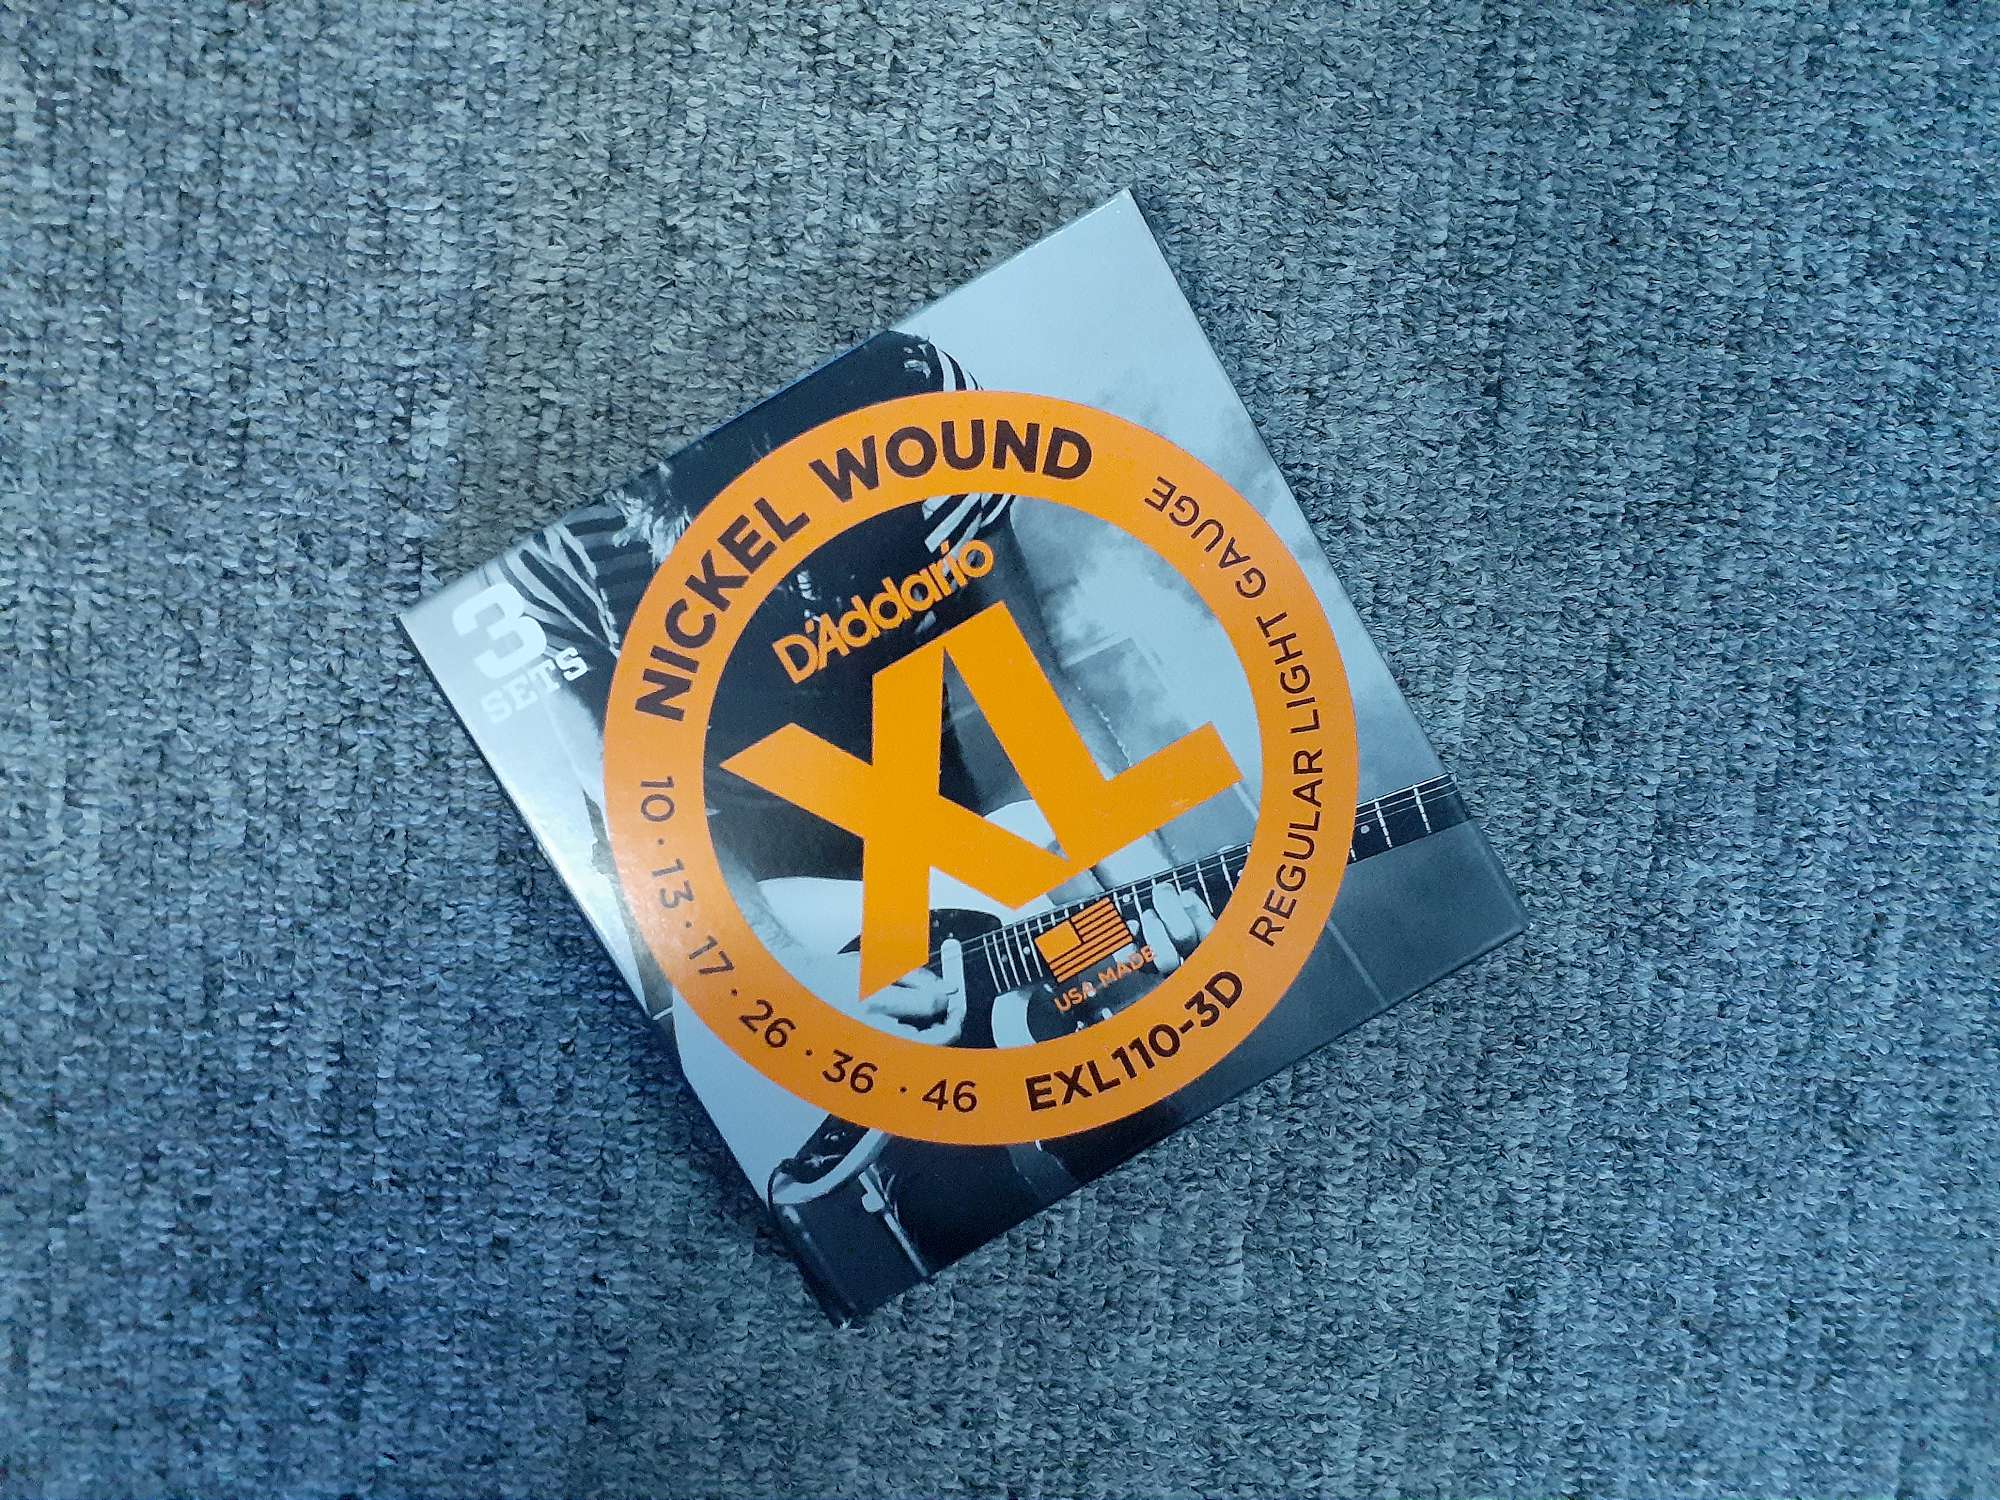 3
SETS
NICKEL WOUND
REGULAR LIGHT GAUGE
D'Addario
XL
USA MADE
10 · 13 · 17 · 26 · 36 · 46
EXL110-3D